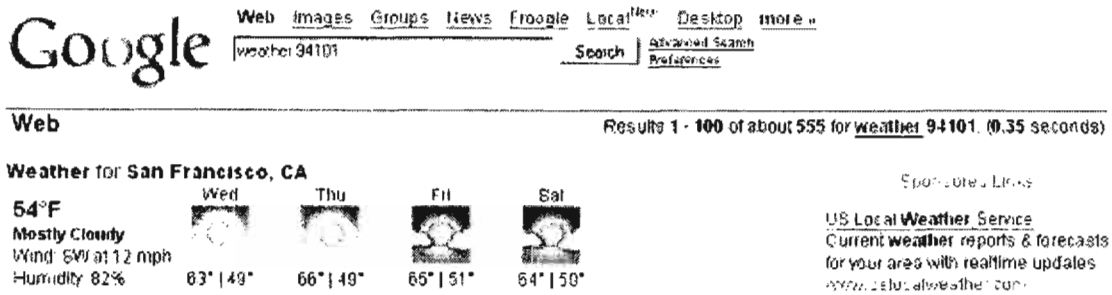 Google
Web Images Groups News Froogle Local New! Desktop more »
weather 94101
Search
Advanced Search
Preferences
Web
Results 1 - 100 of about 555 for weather 94101. (0.35 seconds)
Weather for San Francisco, CA
54°F
Mostly Cloudy
Wind: SW at 12 mph
Humidity: 82%
Wed Thu Fri Sat
63° | 49° 66° | 49° 65° | 51° 64° | 50°
Sponsored Links
US Local Weather Service
Current weather reports & forecasts
for your area with realtime updates